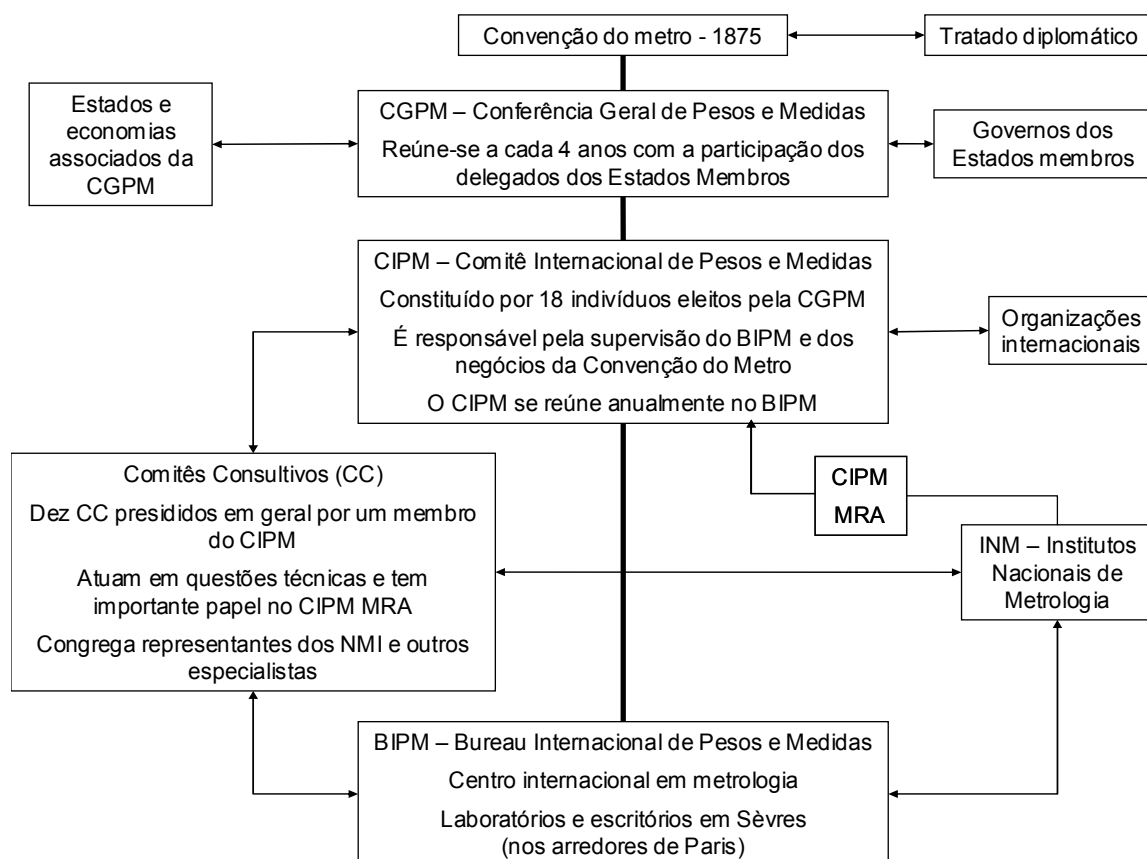 Convenção do metro - 1875
Tratado diplomático
Estados e
economias
associados da
CGPM
CGPM – Conferência Geral de Pesos e Medidas
Reúne-se a cada 4 anos com a participação dos
delegados dos Estados Membros
Governos dos
Estados membros
CIPM – Comitê Internacional de Pesos e Medidas
Constituído por 18 indivíduos eleitos pela CGPM
É responsável pela supervisão do BIPM e dos
negócios da Convenção do Metro
O CIPM se reúne anualmente no BIPM
Organizações
internacionais
Comitês Consultivos (CC)
Dez CC presididos em geral por um membro
do CIPM
Atuam em questões técnicas e tem
importante papel no CIPM MRA
Congrega representantes dos NMI e outros
especialistas
CIPM
MRA
INM – Institutos
Nacionais de
Metrologia
BIPM – Bureau Internacional de Pesos e Medidas
Centro internacional em metrologia
Laboratórios e escritórios em Sèvres
(nos arredores de Paris)